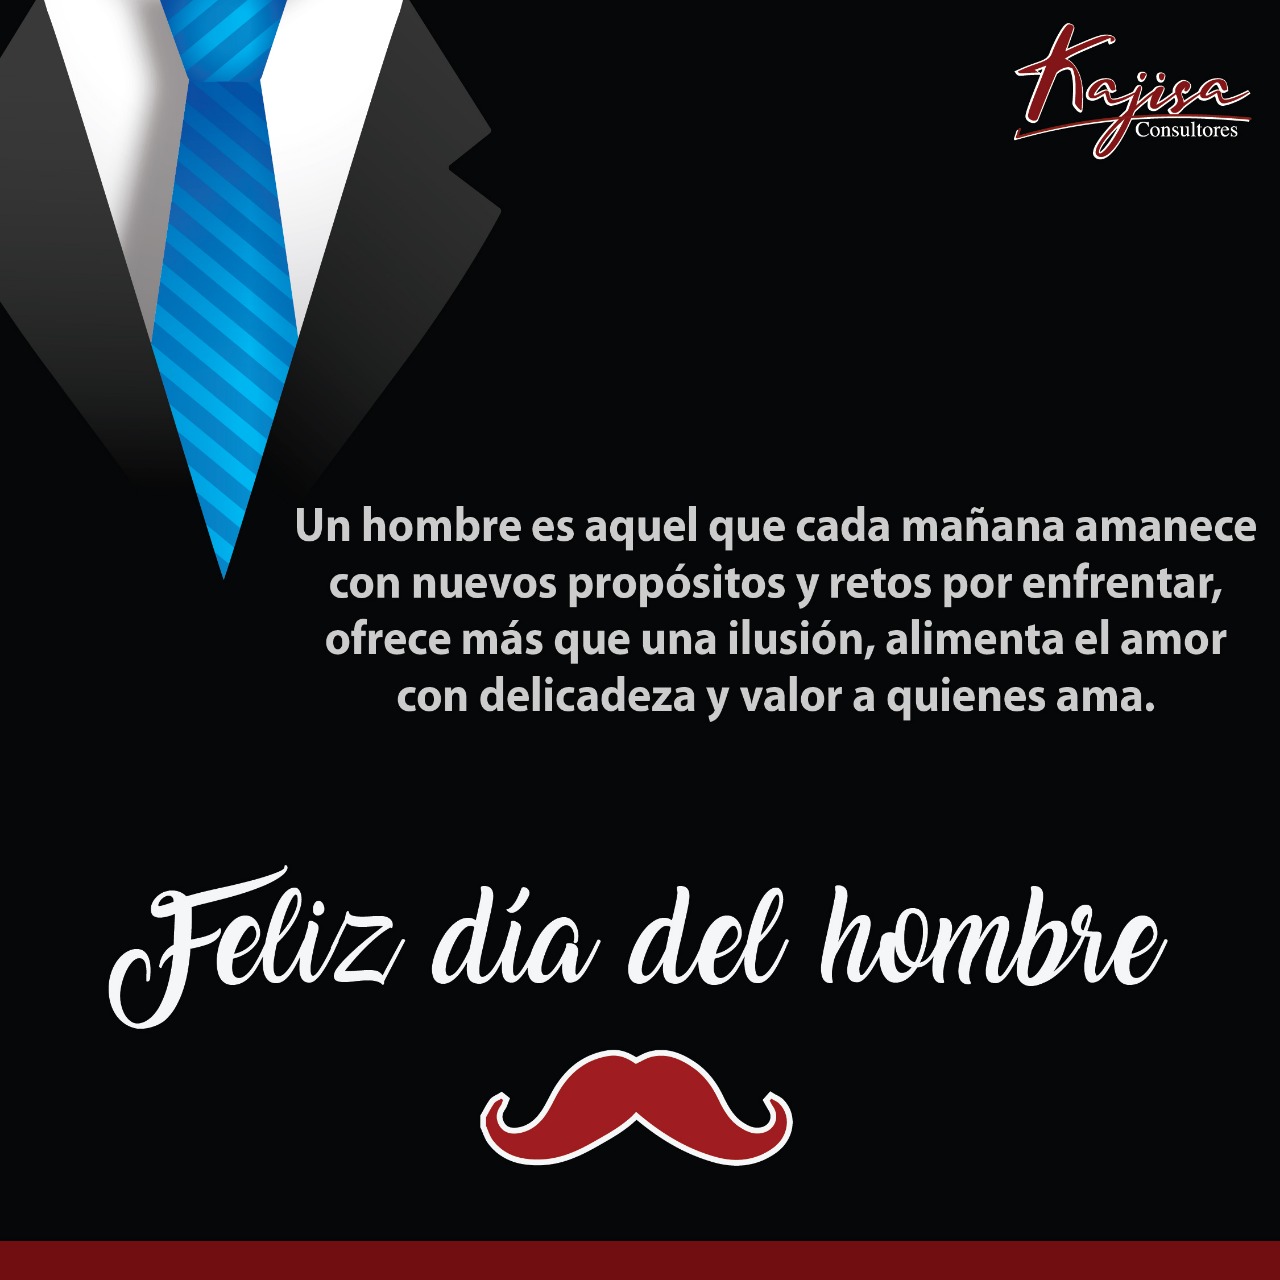 Kajisa
Consultores
Un hombre es aquel que cada mañana amanece
con nuevos propósitos y retos por enfrentar,
ofrece más que una ilusión, alimenta el amor
con delicadeza y valor a quienes ama.
Feliz día del hombre